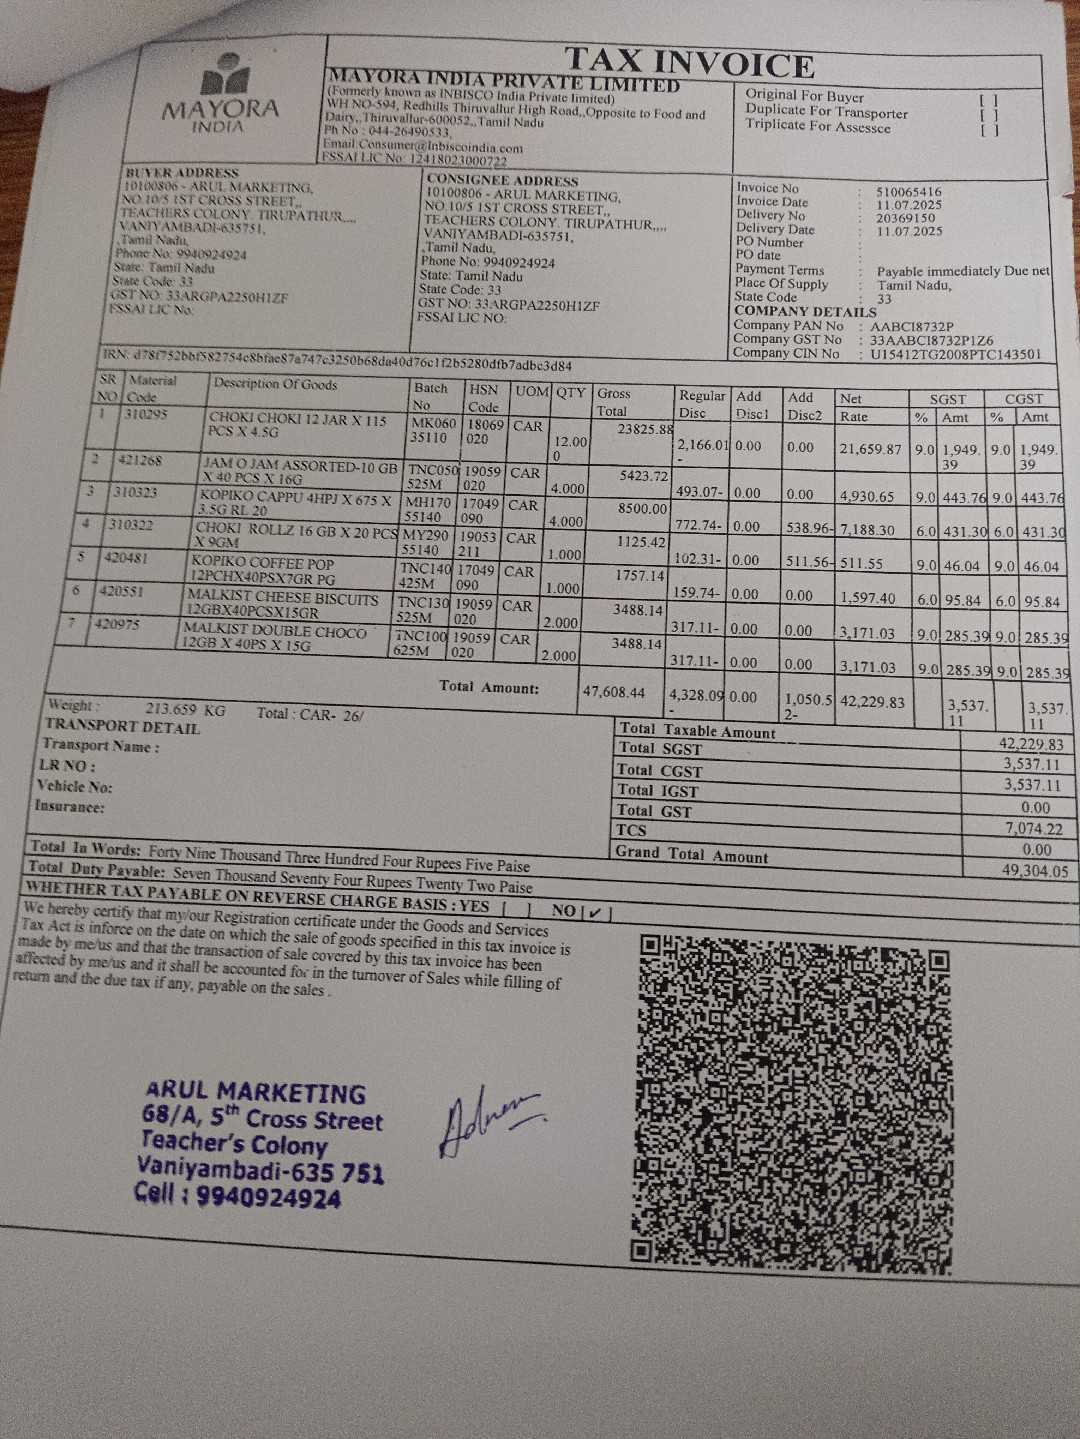 TAX INVOICE
MAYORA
INDIA
MAYORA INDIA PRIVATE LIMITED
(Formerly known as INBISCO India Private limited)
WH NO-594, Redhills Thiruvallur High Road,,Opposite to Food and
Dairy,,Thiruvallur-600052,,Tamil Nadu
Ph No : 044-26490533,
Email:Consumer@Inbiscoindia.com
FSSAI LIC No: 12418023000722
Original For Buyer [ ]
Duplicate For Transporter [ ]
Triplicate For Assessee [ ]
BUYER ADDRESS
10100806 - ARUL MARKETING,
NO.10/5 1ST CROSS STREET,,
TEACHERS COLONY. TIRUPATHUR,,,,
VANIYAMBADI-635751,
,Tamil Nadu,
Phone No: 9940924924
State: Tamil Nadu
State Code: 33
GST NO: 33ARGPA2250H1ZF
FSSAI LIC No:
CONSIGNEE ADDRESS
10100806 - ARUL MARKETING,
NO.10/5 1ST CROSS STREET,,
TEACHERS COLONY. TIRUPATHUR,,,,
VANIYAMBADI-635751,
,Tamil Nadu,
Phone No: 9940924924
State: Tamil Nadu
State Code: 33
GST NO: 33ARGPA2250H1ZF
FSSAI LIC NO:
Invoice No : 510065416
Invoice Date : 11.07.2025
Delivery No : 20369150
Delivery Date : 11.07.2025
PO Number :
PO date :
Payment Terms : Payable immediately Due net
Place Of Supply : Tamil Nadu,
State Code : 33
COMPANY DETAILS
Company PAN No : AABCI8732P
Company GST No : 33AABCI8732P1Z6
Company CIN No : U15412TG2008PTC143501
IRN: d78f752bbf582754c8bfae87a747c3250b68da40d76c1f2b5280dfb7adbc3d84
SR NO Material Code Description Of Goods Batch No HSN Code UOM QTY Gross Total Regular Disc Add Disc1 Add Disc2 Net Rate SGST % Amt CGST % Amt
1 310295 CHOKI CHOKI 12 JAR X 115 PCS X 4.5G MK060 35110 18069 020 CAR 12.00 0 23825.88 2,166.01 - 0.00 0.00 21,659.87 9.0 1,949. 39 9.0 1,949. 39
2 421268 JAM O JAM ASSORTED-10 GB X 40 PCS X 16G TNC050 525M 19059 020 CAR 4.000 5423.72 493.07- 0.00 0.00 4,930.65 9.0 443.76 9.0 443.76
3 310323 KOPIKO CAPPU 4HPJ X 675 X 3.5G RL 20 MH170 55140 17049 090 CAR 4.000 8500.00 772.74- 0.00 538.96- 7,188.30 6.0 431.30 6.0 431.30
4 310322 CHOKI ROLLZ 16 GB X 20 PCS X 9GM MY290 55140 19053 211 CAR 1.000 1125.42 102.31- 0.00 511.56- 511.55 9.0 46.04 9.0 46.04
5 420481 KOPIKO COFFEE POP 12PCHX40PSX7GR PG TNC140 425M 17049 090 CAR 1.000 1757.14 159.74- 0.00 0.00 1,597.40 6.0 95.84 6.0 95.84
6 420551 MALKIST CHEESE BISCUITS 12GBX40PCSX15GR TNC130 525M 19059 020 CAR 2.000 3488.14 317.11- 0.00 0.00 3,171.03 9.0 285.39 9.0 285.39
7 420975 MALKIST DOUBLE CHOCO 12GB X 40PS X 15G TNC100 625M 19059 020 CAR 2.000 3488.14 317.11- 0.00 0.00 3,171.03 9.0 285.39 9.0 285.39
Total Amount: 47,608.44 4,328.09 - 0.00 1,050.5 2- 42,229.83 3,537. 11 3,537. 11
Weight : 213.659 KG Total : CAR- 26/
TRANSPORT DETAIL
Transport Name :
LR NO :
Vehicle No:
Insurance:
Total Taxable Amount 42,229.83
Total SGST 3,537.11
Total CGST 3,537.11
Total IGST 0.00
Total GST 7,074.22
TCS 0.00
Grand Total Amount 49,304.05
Total In Words: Forty Nine Thousand Three Hundred Four Rupees Five Paise
Total Duty Payable: Seven Thousand Seventy Four Rupees Twenty Two Paise
WHETHER TAX PAYABLE ON REVERSE CHARGE BASIS : YES [ ] NO [✓]
We hereby certify that my/our Registration certificate under the Goods and Services
Tax Act is inforce on the date on which the sale of goods specified in this tax invoice is
made by me/us and that the transaction of sale covered by this tax invoice has been
affected by me/us and it shall be accounted for in the turnover of Sales while filling of
return and the due tax if any, payable on the sales .
ARUL MARKETING
68/A, 5th Cross Street
Teacher's Colony
Vaniyambadi-635 751
Cell : 9940924924